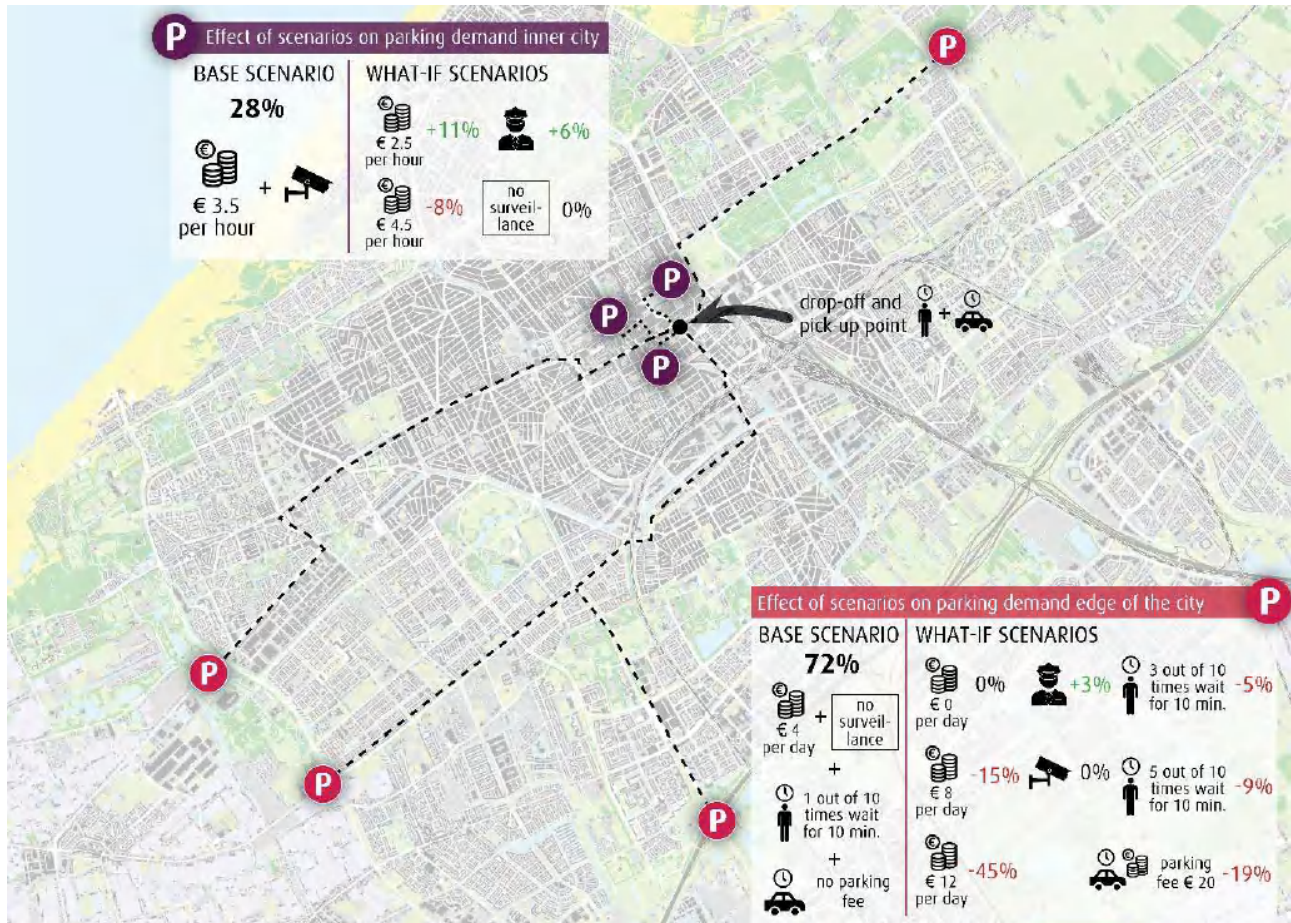 P Effect of scenarios on parking demand inner city
BASE SCENARIO
28%
€
€ 3.5
per hour
+
WHAT-IF SCENARIOS
€
€ 2.5
per hour
+11%
+6%
€
€ 4.5
per hour
-8%
no
surveil-
lance
0%
P
P
P
P
drop-off and
pick-up point
+
P
P
P
Effect of scenarios on parking demand edge of the city P
BASE SCENARIO
72%
€
€ 4
per day
+
no
surveil-
lance
+
1 out of 10
times wait
for 10 min.
+
no parking
fee
WHAT-IF SCENARIOS
€
€ 0
per day
0%
+3%
3 out of 10
times wait
for 10 min.
-5%
€
€ 8
per day
-15%
0%
5 out of 10
times wait
for 10 min.
-9%
€
€ 12
per day
-45%
€
parking
fee € 20
-19%